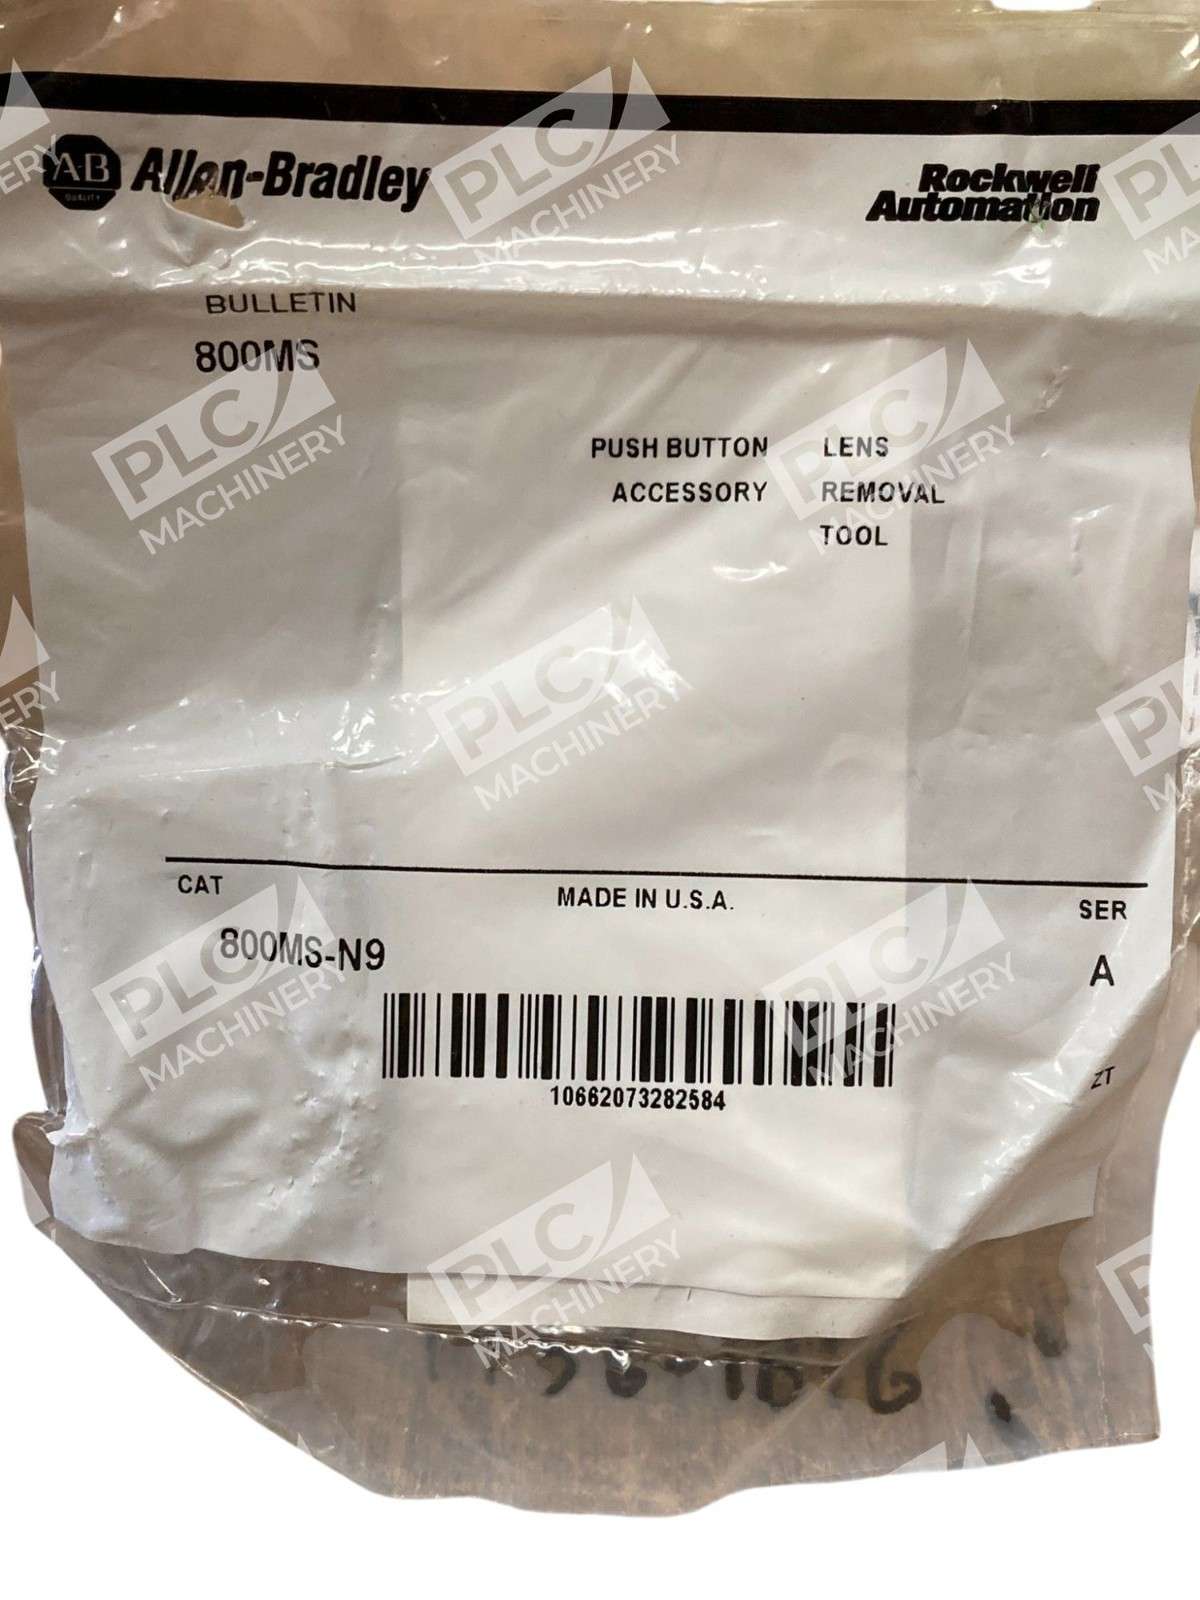 A-B
QUALITY
Allen-Bradley
Rockwell
Automation
BULLETIN
800MS
PUSH BUTTON LENS
ACCESSORY REMOVAL
TOOL
CAT
MADE IN U.S.A.
SER
800MS-N9
A
10662073282584
ZT
PLC
MACHINERY